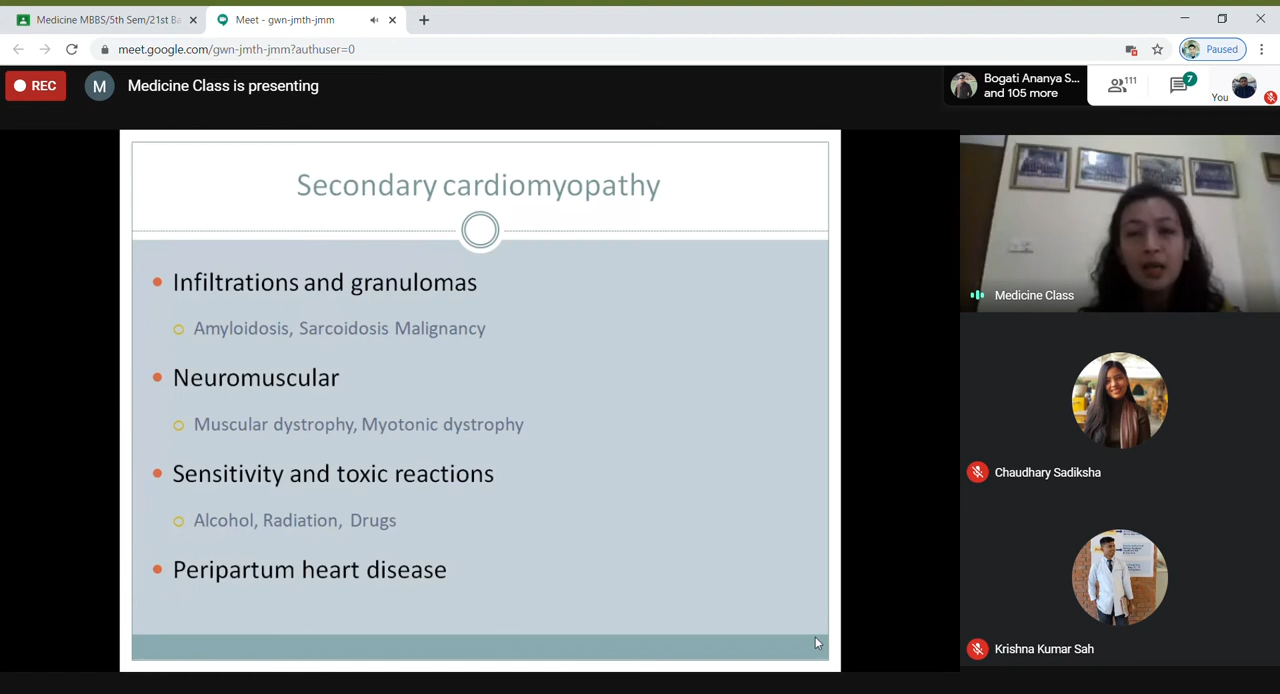 Medicine MBBS/5th Sem/21st Ba
Meet - gwn-jmth-jmm
meet.google.com/gwn-jmth-jmm?authuser=0
Paused
REC
M
Medicine Class is presenting
Bogati Ananya S...
and 105 more
111
7
You
Secondary cardiomyopathy
Infiltrations and granulomas
Amyloidosis, Sarcoidosis Malignancy
Neuromuscular
Muscular dystrophy, Myotonic dystrophy
Sensitivity and toxic reactions
Alcohol, Radiation, Drugs
Peripartum heart disease
Medicine Class
Chaudhary Sadiksha
Krishna Kumar Sah